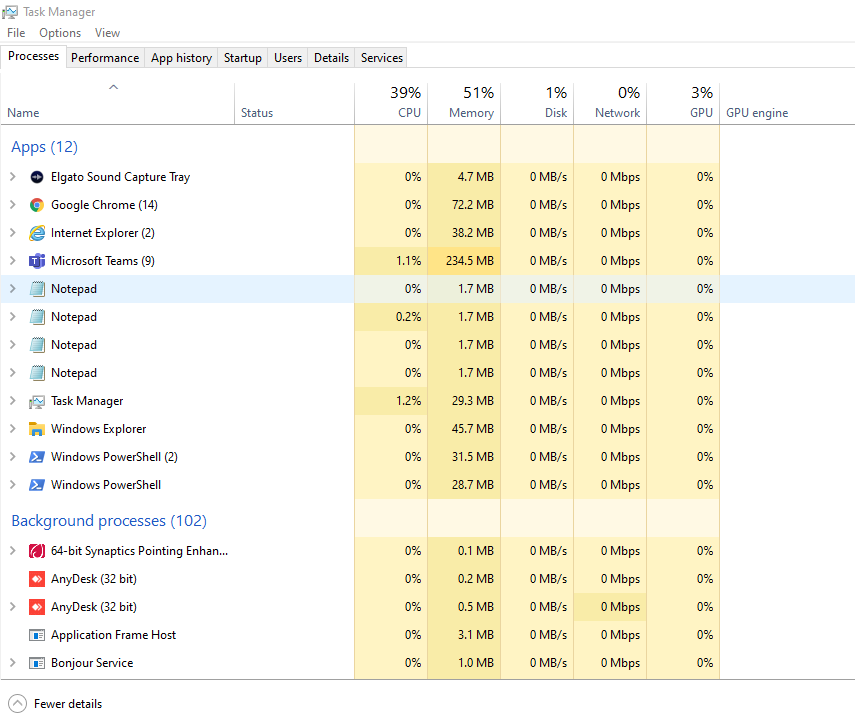 Task Manager
File Options View
Processes Performance App history Startup Users Details Services
39% 51% 1% 0% 3%
Name Status CPU Memory Disk Network GPU GPU engine
Apps (12)
Elgato Sound Capture Tray 0% 4.7 MB 0 MB/s 0 Mbps 0%
Google Chrome (14) 0% 72.2 MB 0 MB/s 0 Mbps 0%
Internet Explorer (2) 0% 38.2 MB 0 MB/s 0 Mbps 0%
Microsoft Teams (9) 1.1% 234.5 MB 0 MB/s 0 Mbps 0%
Notepad 0% 1.7 MB 0 MB/s 0 Mbps 0%
Notepad 0.2% 1.7 MB 0 MB/s 0 Mbps 0%
Notepad 0% 1.7 MB 0 MB/s 0 Mbps 0%
Notepad 0% 1.7 MB 0 MB/s 0 Mbps 0%
Task Manager 1.2% 29.3 MB 0 MB/s 0 Mbps 0%
Windows Explorer 0% 45.7 MB 0 MB/s 0 Mbps 0%
Windows PowerShell (2) 0% 31.5 MB 0 MB/s 0 Mbps 0%
Windows PowerShell 0% 28.7 MB 0 MB/s 0 Mbps 0%
Background processes (102)
64-bit Synaptics Pointing Enhan... 0% 0.1 MB 0 MB/s 0 Mbps 0%
AnyDesk (32 bit) 0% 0.2 MB 0 MB/s 0 Mbps 0%
AnyDesk (32 bit) 0% 0.5 MB 0 MB/s 0 Mbps 0%
Application Frame Host 0% 3.1 MB 0 MB/s 0 Mbps 0%
Bonjour Service 0% 1.0 MB 0 MB/s 0 Mbps 0%
Fewer details